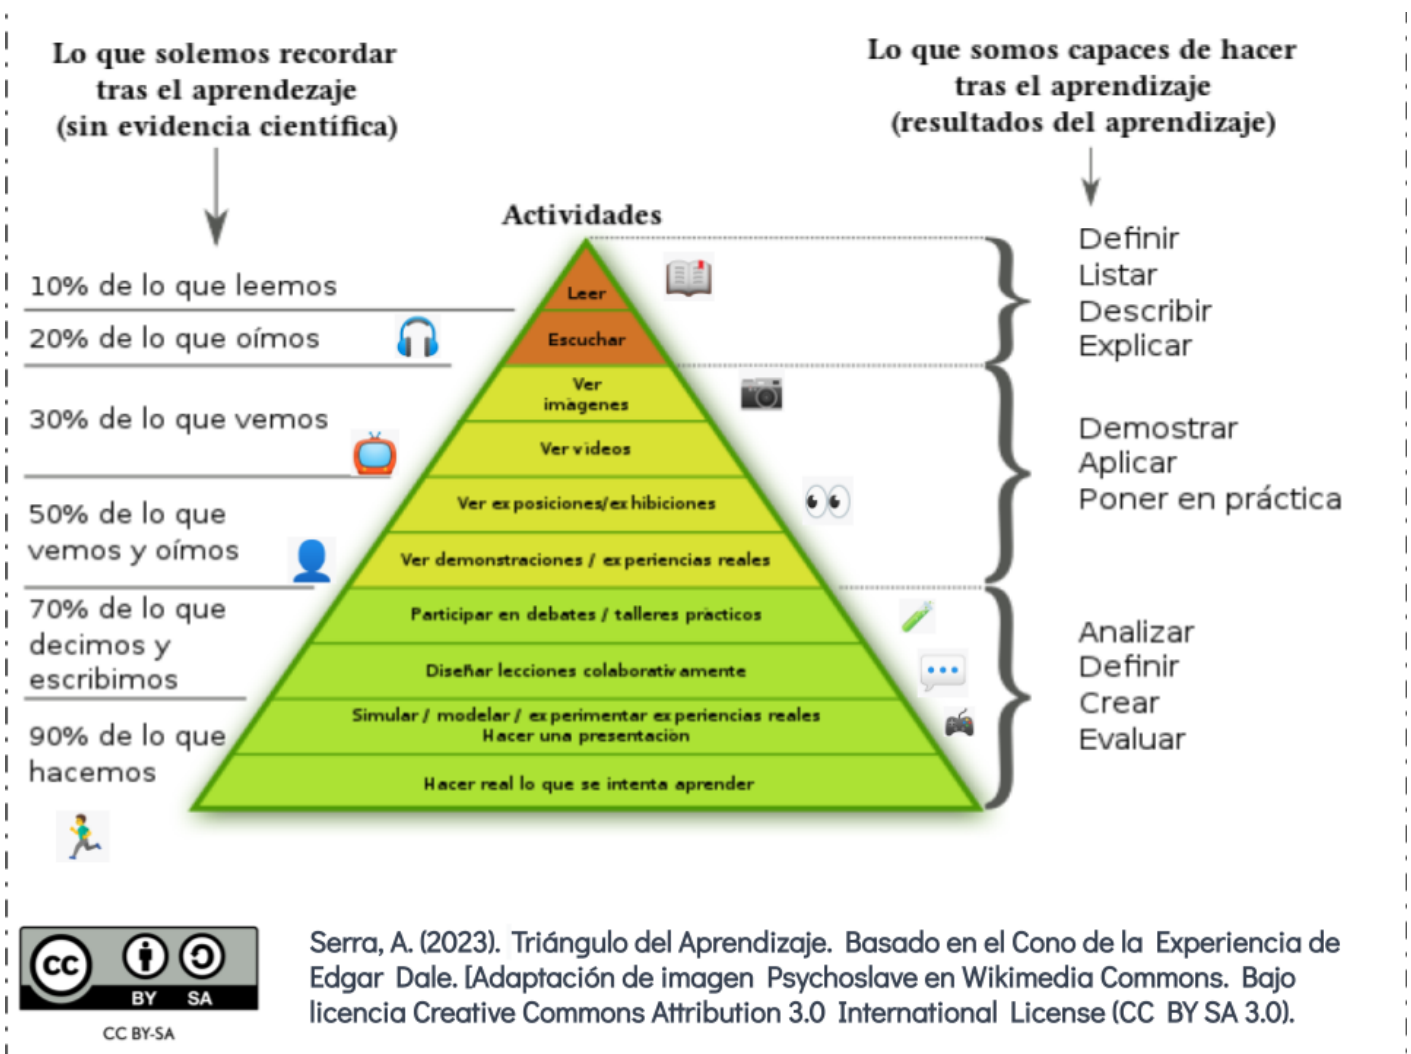 Lo que solemos recordar
tras el aprendezaje
(sin evidencia científica)
Lo que somos capaces de hacer
tras el aprendizaje
(resultados del aprendizaje)
Actividades
10% de lo que leemos
20% de lo que oímos
30% de lo que vemos
50% de lo que
vemos y oímos
70% de lo que
decimos y
escribimos
90% de lo que
hacemos
Leer
Escuchar
Ver
imàgenes
Ver videos
Ver exposiciones/exhibiciones
Ver demonstraciones / experiencias reales
Participar en debates / talleres pràcticos
Diseñar lecciones colaborativamente
Simular / modelar / experimentar experiencias reales
Hacer una presentaciòn
Hacer real lo que se intenta aprender
Definir
Listar
Describir
Explicar
Demostrar
Aplicar
Poner en práctica
Analizar
Definir
Crear
Evaluar
cc
BY SA
CC BY-SA
Serra, A. (2023). Triángulo del Aprendizaje. Basado en el Cono de la Experiencia de
Edgar Dale. [Adaptación de imagen Psychoslave en Wikimedia Commons. Bajo
licencia Creative Commons Attribution 3.0 International License (CC BY SA 3.0).